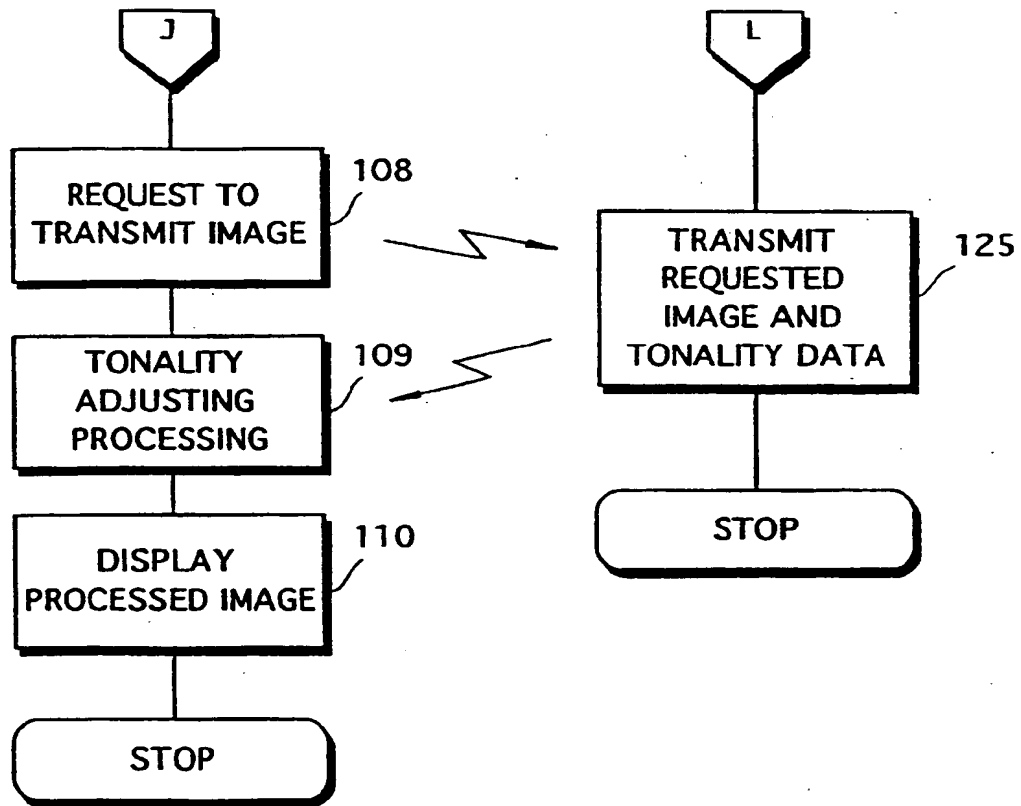 J
REQUEST TO
TRANSMIT IMAGE
108
TONALITY
ADJUSTING
PROCESSING
109
DISPLAY
PROCESSED IMAGE
110
STOP
L
TRANSMIT
REQUESTED
IMAGE AND
TONALITY DATA
125
STOP